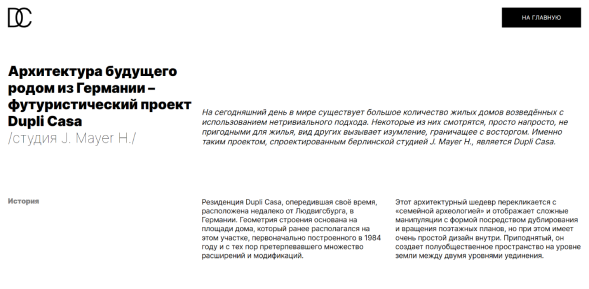 DC
НА ГЛАВНУЮ
Архитектура будущего
родом из Германии –
футуристический проект
Dupli Casa
/студия J. Mayer H./
На сегодняшний день в мире существует большое количество жилых домов возведённых с
использованием нетривиального подхода. Некоторые из них смотрятся, просто напросто, не
пригодными для жилья, вид других вызывает изумление, граничащее с восторгом. Именно
таким проектом, спроектированным берлинской студией J. Mayer H., является Dupli Casa.
История
Резиденция Dupli Casa, опередившая своё время,
расположена недалеко от Людвигсбурга, в
Германии. Геометрия строения основана на
площади дома, который ранее располагался на
этом участке, первоначально построенного в 1984
году и с тех пор претерпевавшего множество
расширений и модификаций.
Этот архитектурный шедевр перекликается с
«семейной археологией» и отображает сложные
манипуляции с формой посредством дублирования
и вращения поэтажных планов, но при этом имеет
очень простой дизайн внутри. Приподнятый, он
создает полуобщественное пространство на уровне
земли между двумя уровнями уединения.